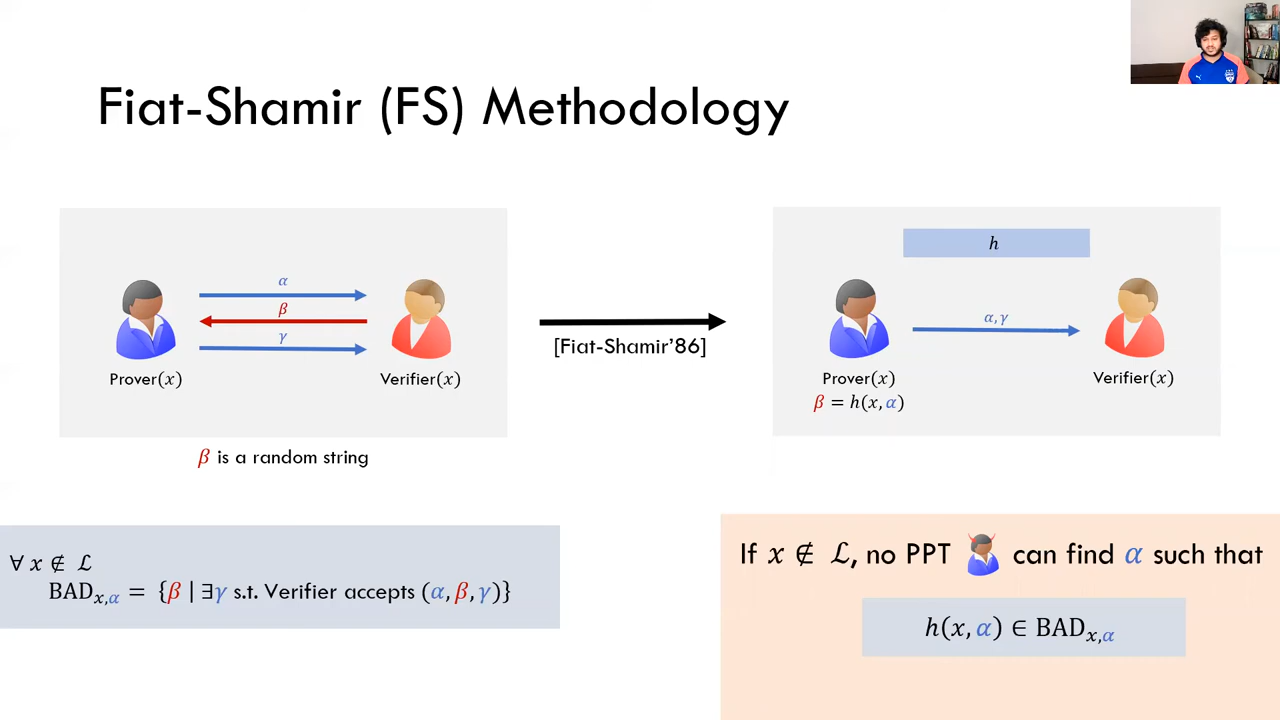 Fiat-Shamir (FS) Methodology
α
β
γ
Prover(x)
Verifier(x)
β is a random string
[Fiat-Shamir'86]
h
α, γ
Prover(x)
β = h(x, α)
Verifier(x)
∀ x ∉ ℒ
BAD_{x,α} = {β | ∃γ s.t. Verifier accepts (α, β, γ)}
If x ∉ ℒ, no PPT can find α such that
h(x, α) ∈ BAD_{x,α}